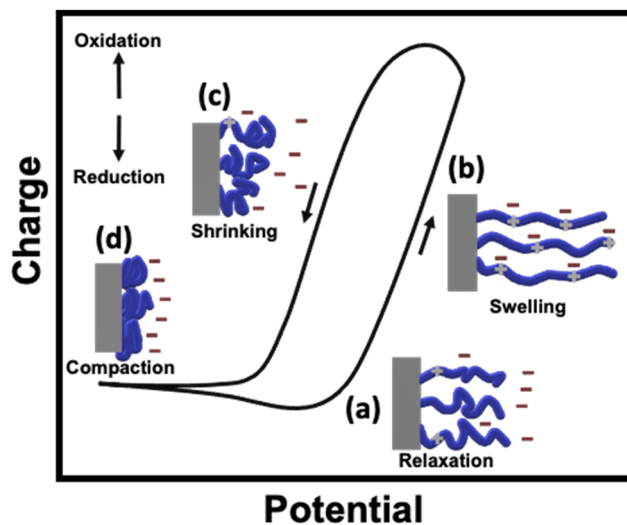 Oxidation
Reduction
(c)
Shrinking
(b)
Swelling
(d)
Compaction
(a)
Relaxation
Charge
Potential